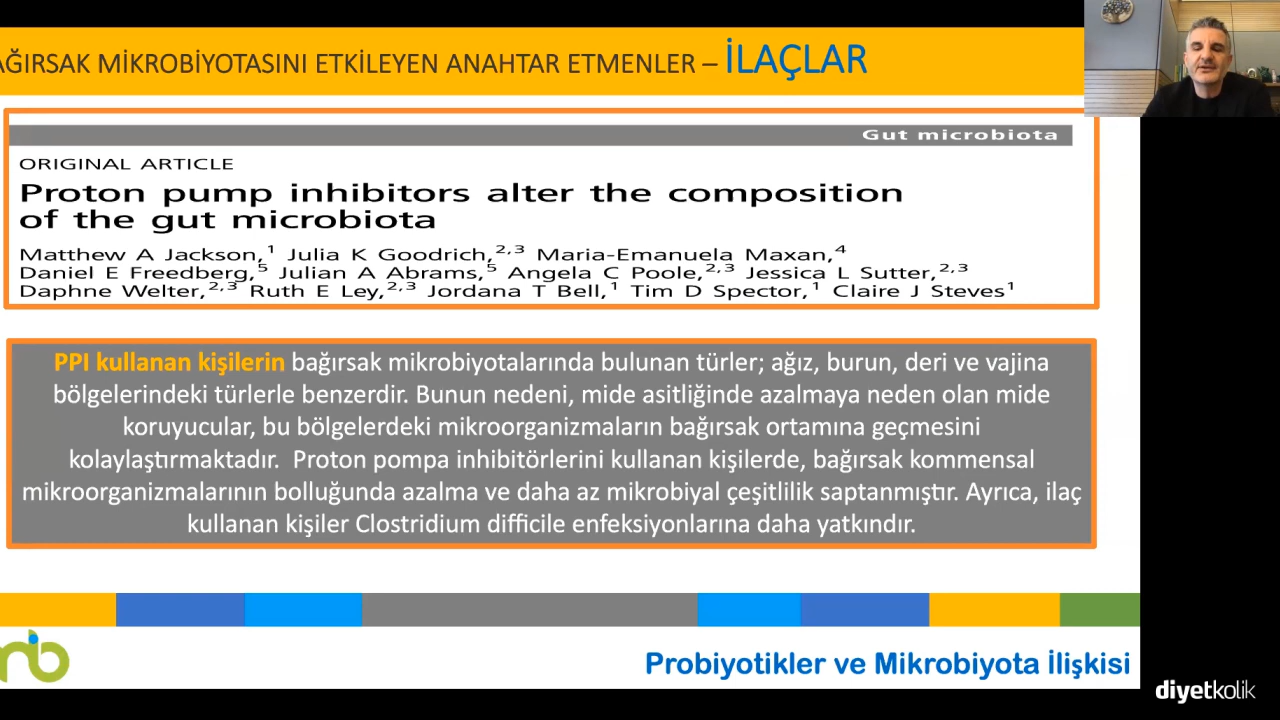 AĞIRSAK MİKROBİYOTASINI ETKİLEYEN ANAHTAR ETMENLER – İLAÇLAR
Gut microbiota
ORIGINAL ARTICLE
Proton pump inhibitors alter the composition
of the gut microbiota
Matthew A Jackson,¹ Julia K Goodrich,²,³ Maria-Emanuela Maxan,⁴
Daniel E Freedberg,⁵ Julian A Abrams,⁵ Angela C Poole,²,³ Jessica L Sutter,²,³
Daphne Welter,²,³ Ruth E Ley,²,³ Jordana T Bell,¹ Tim D Spector,¹ Claire J Steves¹
PPI kullanan kişilerin bağırsak mikrobiyotalarında bulunan türler; ağız, burun, deri ve vajina
bölgelerindeki türlerle benzerdir. Bunun nedeni, mide asitliğinde azalmaya neden olan mide
koruyucular, bu bölgelerdeki mikroorganizmaların bağırsak ortamına geçmesini
kolaylaştırmaktadır. Proton pompa inhibitörlerini kullanan kişilerde, bağırsak kommensal
mikroorganizmalarının bolluğunda azalma ve daha az mikrobiyal çeşitlilik saptanmıştır. Ayrıca, ilaç
kullanan kişiler Clostridium difficile enfeksiyonlarına daha yatkındır.
Probiyotikler ve Mikrobiyota İlişkisi
diyetkolik